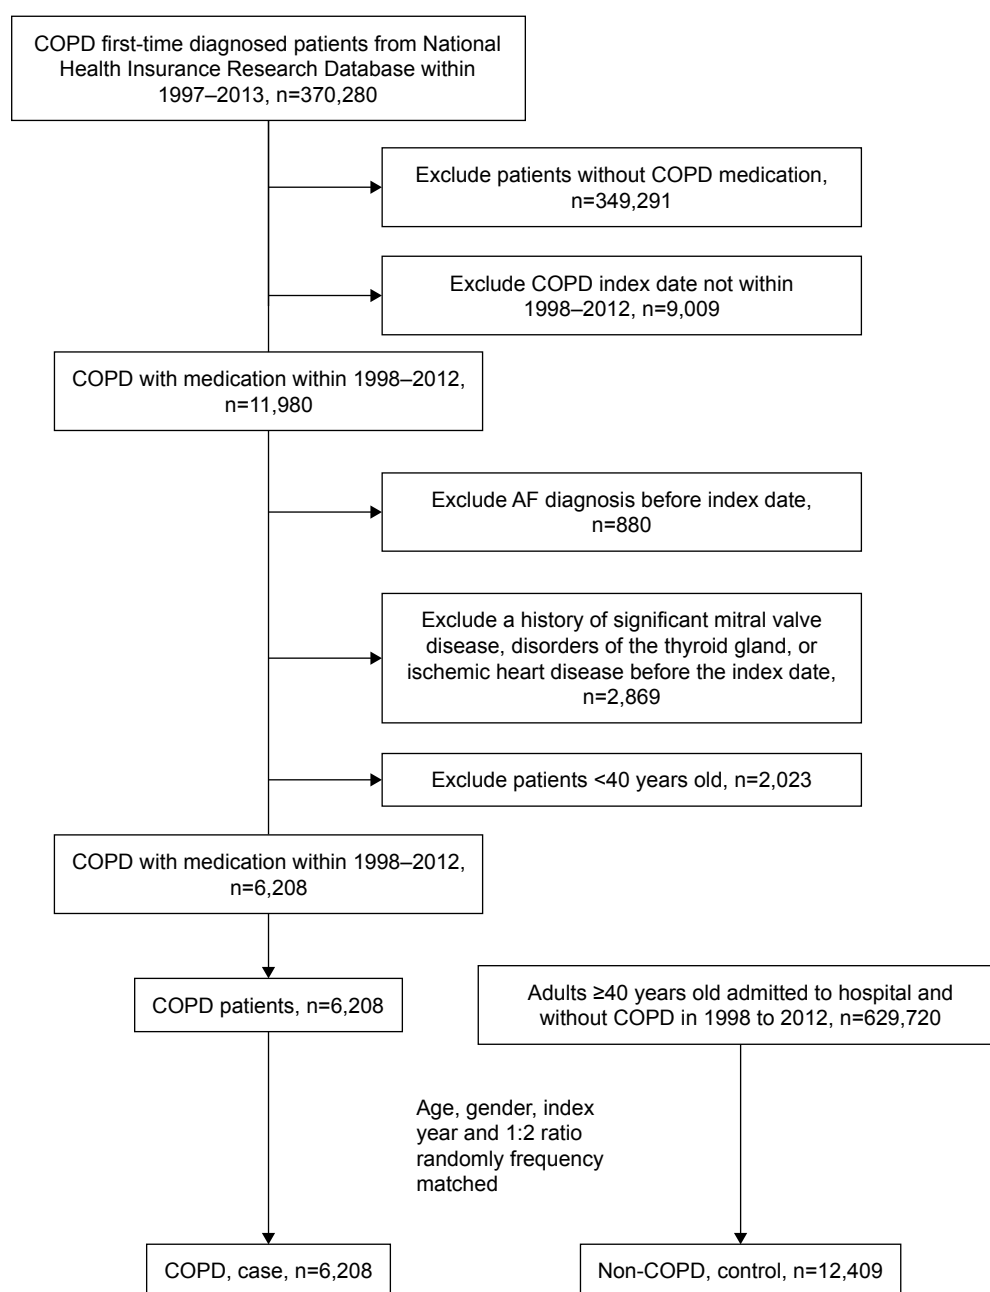 COPD first-time diagnosed patients from National
Health Insurance Research Database within
1997–2013, n=370,280
Exclude patients without COPD medication,
n=349,291
Exclude COPD index date not within
1998–2012, n=9,009
COPD with medication within 1998–2012,
n=11,980
Exclude AF diagnosis before index date,
n=880
Exclude a history of significant mitral valve
disease, disorders of the thyroid gland, or
ischemic heart disease before the index date,
n=2,869
Exclude patients <40 years old, n=2,023
COPD with medication within 1998–2012,
n=6,208
COPD patients, n=6,208
Adults ≥40 years old admitted to hospital and
without COPD in 1998 to 2012, n=629,720
Age, gender, index
year and 1:2 ratio
randomly frequency
matched
COPD, case, n=6,208
Non-COPD, control, n=12,409